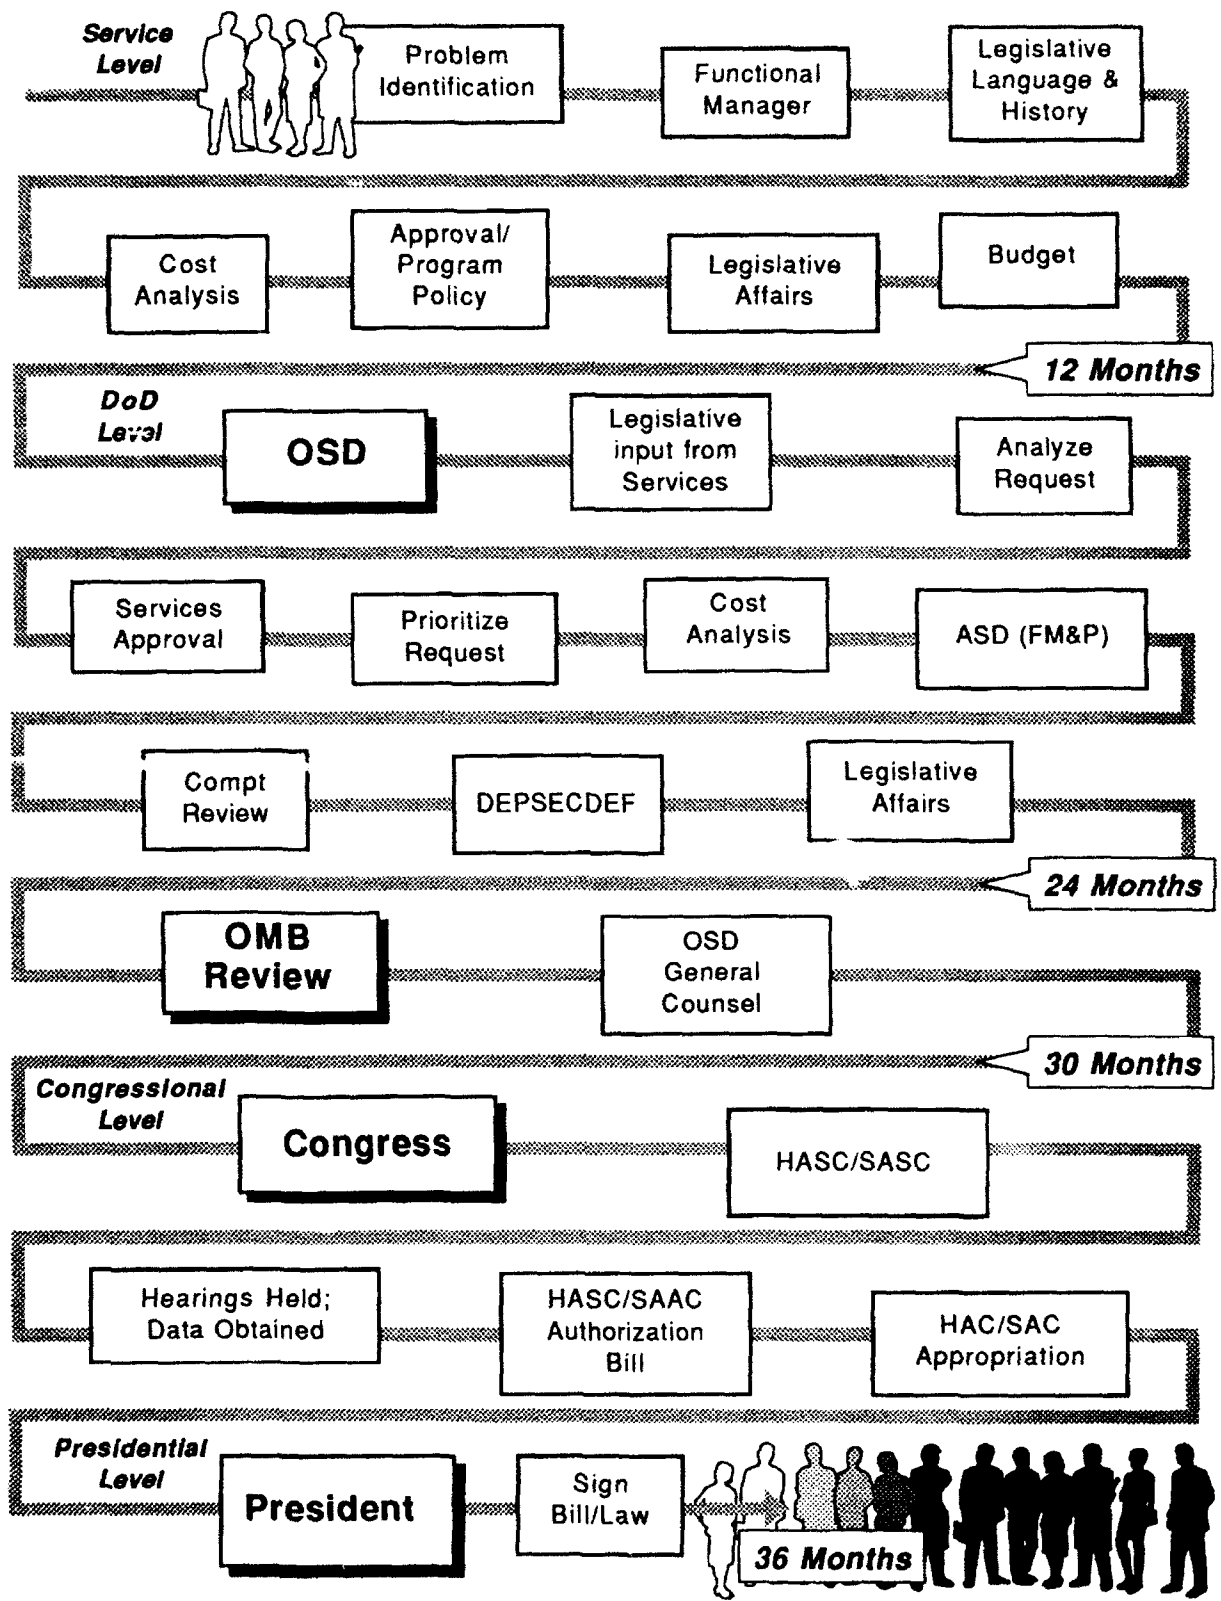 Service
Level
Problem
Identification
Functional
Manager
Legislative
Language &
History
Cost
Analysis
Approval/
Program
Policy
Legislative
Affairs
Budget
12 Months
DoD
Level
OSD
Legislative
input from
Services
Analyze
Request
Services
Approval
Prioritize
Request
Cost
Analysis
ASD (FM&P)
Compt
Review
DEPSECDEF
Legislative
Affairs
24 Months
OMB
Review
OSD
General
Counsel
30 Months
Congressional
Level
Congress
HASC/SASC
Hearings Held;
Data Obtained
HASC/SAAC
Authorization
Bill
HAC/SAC
Appropriation
Presidential
Level
President
Sign
Bill/Law
36 Months